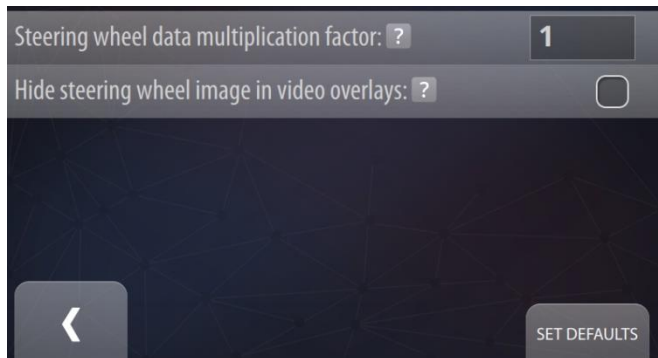 Steering wheel data multiplication factor: ? 1
Hide steering wheel image in video overlays: ?
SET DEFAULTS